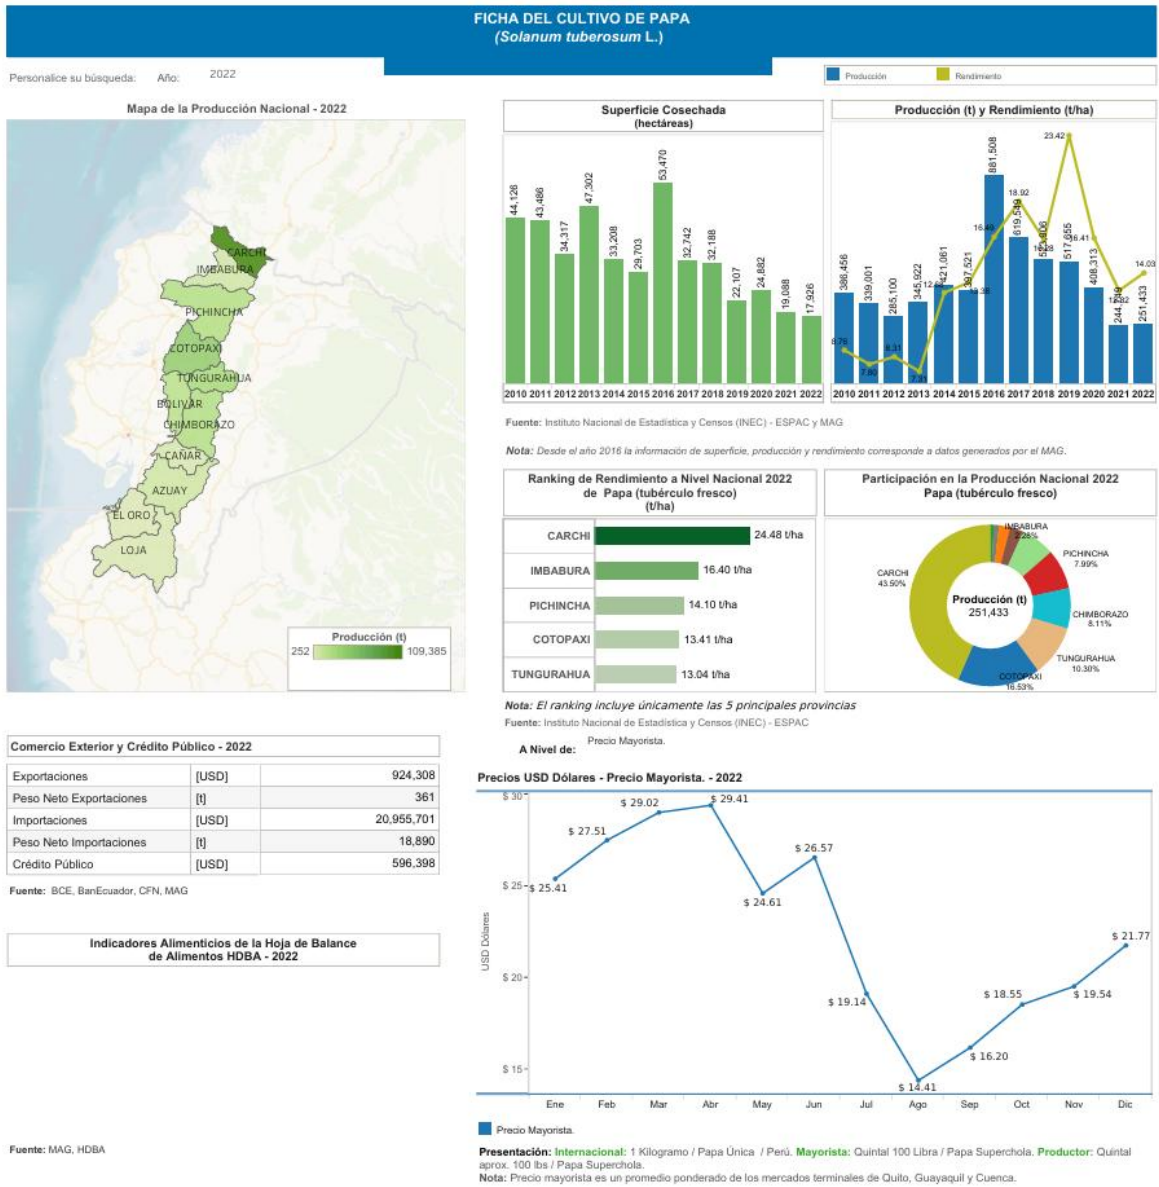 FICHA DEL CULTIVO DE PAPA
(Solanum tuberosum L.)
Personalice su búsqueda: Año: 2022
Producción Rendimiento
Mapa de la Producción Nacional - 2022
CARCHI
IMBABURA
PICHINCHA
COTOPAXI
TUNGURAHUA
BOLIVAR
CHIMBORAZO
CAÑAR
AZUAY
EL ORO
LOJA
Producción (t)
252 109,385
Superficie Cosechada
(hectáreas)
44,126
43,486
34,317
47,302
33,208
29,703
53,470
32,742
32,188
22,107
24,882
19,088
17,926
2010 2011 2012 2013 2014 2015 2016 2017 2018 2019 2020 2021 2022
Producción (t) y Rendimiento (t/ha)
386,456
339,001
285,100
345,922
421,061
397,521
881,508
619,549
517,655
408,313
251,433
8.76
7.80
8.31
18.92
23.42
16.41
14.03
2010 2011 2012 2013 2014 2015 2016 2017 2018 2019 2020 2021 2022
Fuente: Instituto Nacional de Estadística y Censos (INEC) - ESPAC y MAG
Nota: Desde el año 2016 la información de superficie, producción y rendimiento corresponde a datos generados por el MAG.
Ranking de Rendimiento a Nivel Nacional 2022
de Papa (tubérculo fresco)
(t/ha)
CARCHI 24.48 t/ha
IMBABURA 16.40 t/ha
PICHINCHA 14.10 t/ha
COTOPAXI 13.41 t/ha
TUNGURAHUA 13.04 t/ha
Participación en la Producción Nacional 2022
Papa (tubérculo fresco)
IMBABURA
2.28%
PICHINCHA
7.99%
CHIMBORAZO
8.11%
TUNGURAHUA
10.30%
COTOPAXI
16.53%
CARCHI
43.50%
Producción (t)
251,433
Nota: El ranking incluye únicamente las 5 principales provincias
Fuente: Instituto Nacional de Estadística y Censos (INEC) - ESPAC
A Nivel de: Precio Mayorista.
Comercio Exterior y Crédito Público - 2022
Exportaciones [USD] 924,308
Peso Neto Exportaciones [t] 361
Importaciones [USD] 20,955,701
Peso Neto Importaciones [t] 18,890
Crédito Público [USD] 596,398
Fuente: BCE, BanEcuador, CFN, MAG
Indicadores Alimenticios de la Hoja de Balance
de Alimentos HDBA - 2022
Fuente: MAG, HDBA
Precios USD Dólares - Precio Mayorista. - 2022
USD Dólares
$ 30
$ 25
$ 20
$ 15
$ 25.41
$ 27.51
$ 29.02
$ 29.41
$ 24.61
$ 26.57
$ 19.14
$ 14.41
$ 16.20
$ 18.55
$ 19.54
$ 21.77
Ene Feb Mar Abr May Jun Jul Ago Sep Oct Nov Dic
Precio Mayorista.
Presentación: Internacional: 1 Kilogramo / Papa Única / Perú. Mayorista: Quintal 100 Libra / Papa Superchola. Productor: Quintal
aprox. 100 lbs / Papa Superchola.
Nota: Precio mayorista es un promedio ponderado de los mercados terminales de Quito, Guayaquil y Cuenca.